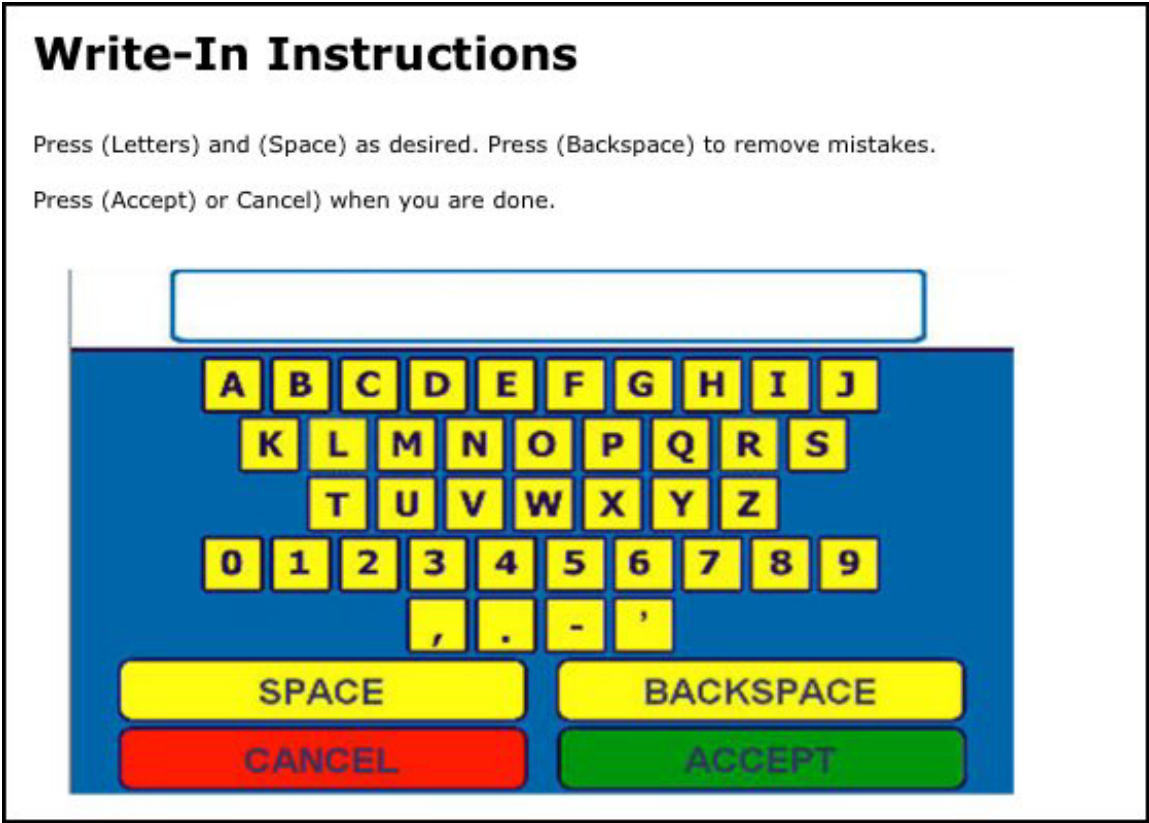 Write-In Instructions
Press (Letters) and (Space) as desired. Press (Backspace) to remove mistakes.
Press (Accept) or Cancel) when you are done.
A B C D E F G H I J
K L M N O P Q R S
T U V W X Y Z
0 1 2 3 4 5 6 7 8 9
, . - ’
SPACE BACKSPACE
CANCEL ACCEPT